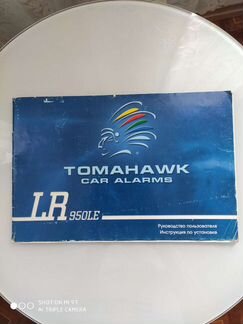 TOMAHAWK
CAR ALARMS
LR 950LE
Руководство пользователя
Инструкция по установке
SHOT ON MI 9T
AI TRIPLE CAMERA